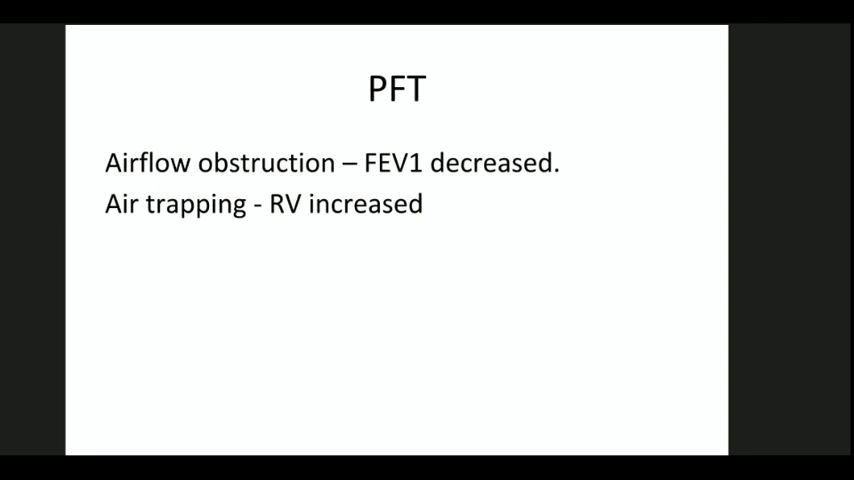 PFT
Airflow obstruction – FEV1 decreased.
Air trapping - RV increased